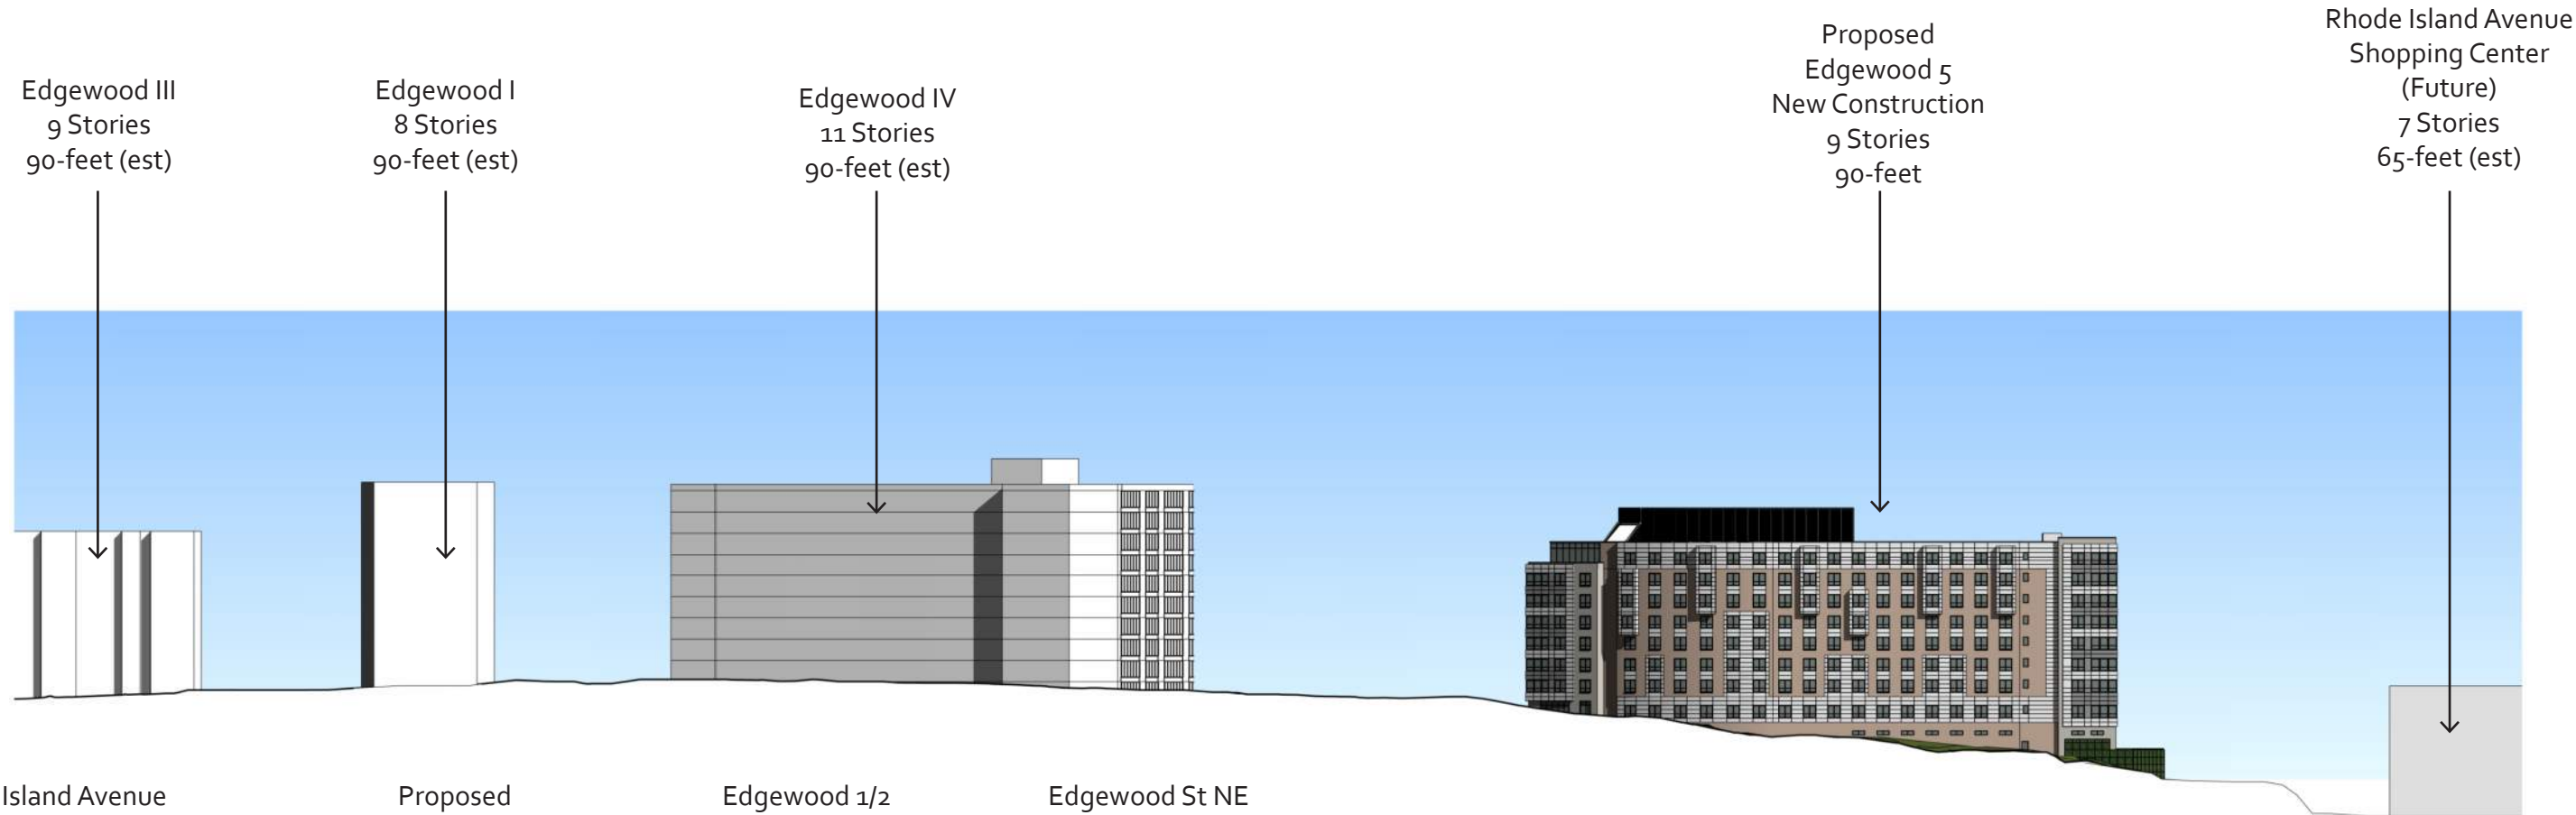 Edgewood III
9 Stories
90-feet (est)
Edgewood I
8 Stories
90-feet (est)
Edgewood IV
11 Stories
90-feet (est)
Proposed
Edgewood 5
New Construction
9 Stories
90-feet
Rhode Island Avenue
Shopping Center
(Future)
7 Stories
65-feet (est)
Island Avenue
Proposed
Edgewood 1/2
Edgewood St NE